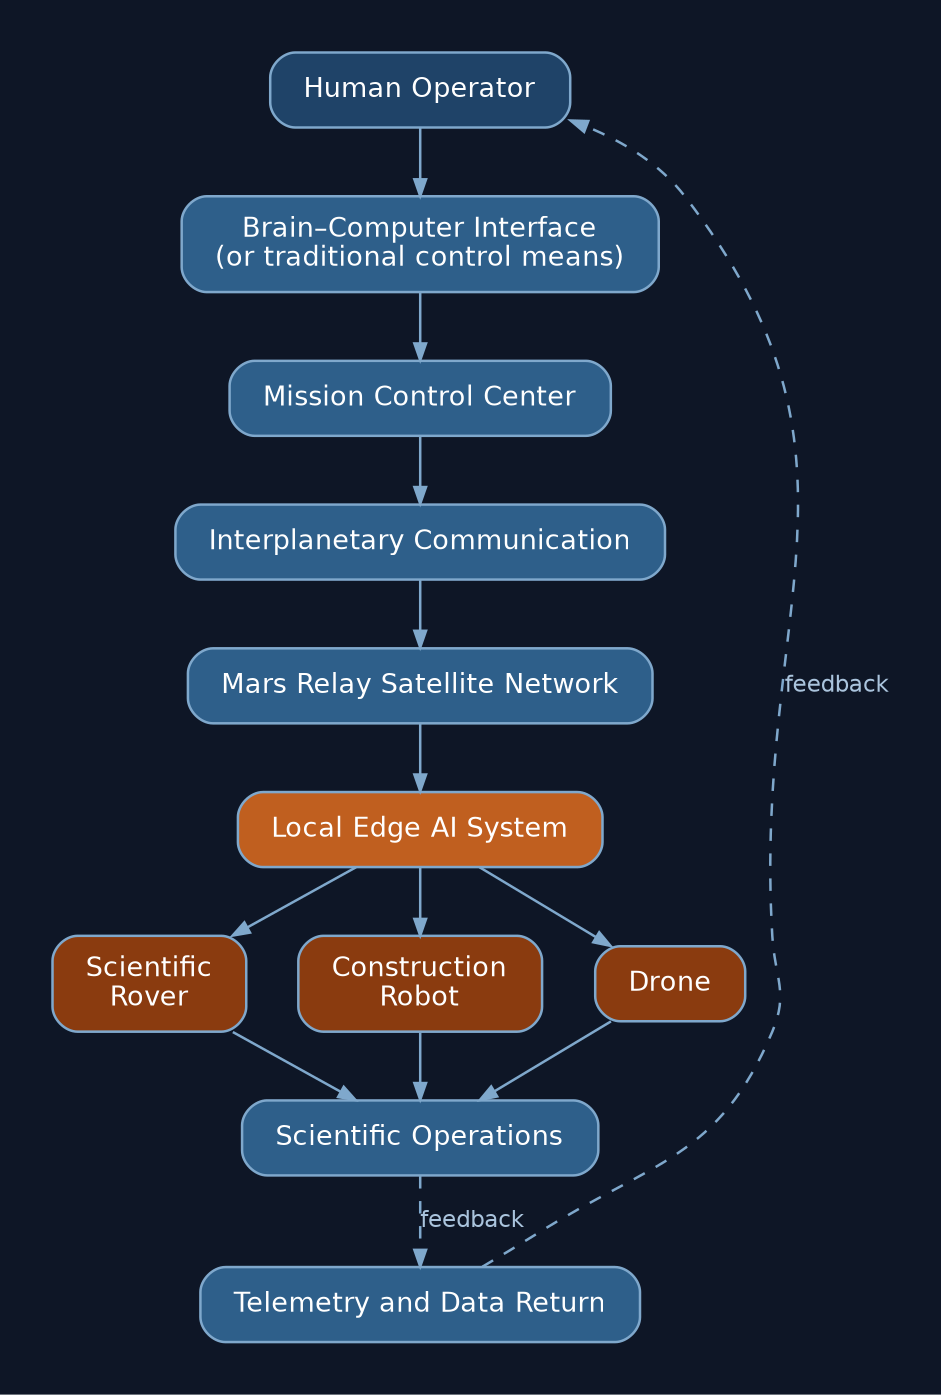 Human Operator
Brain–Computer Interface
(or traditional control means)
Mission Control Center
Interplanetary Communication
Mars Relay Satellite Network
feedback
Local Edge AI System
Scientific
Rover
Construction
Robot
Drone
Scientific Operations
feedback
Telemetry and Data Return